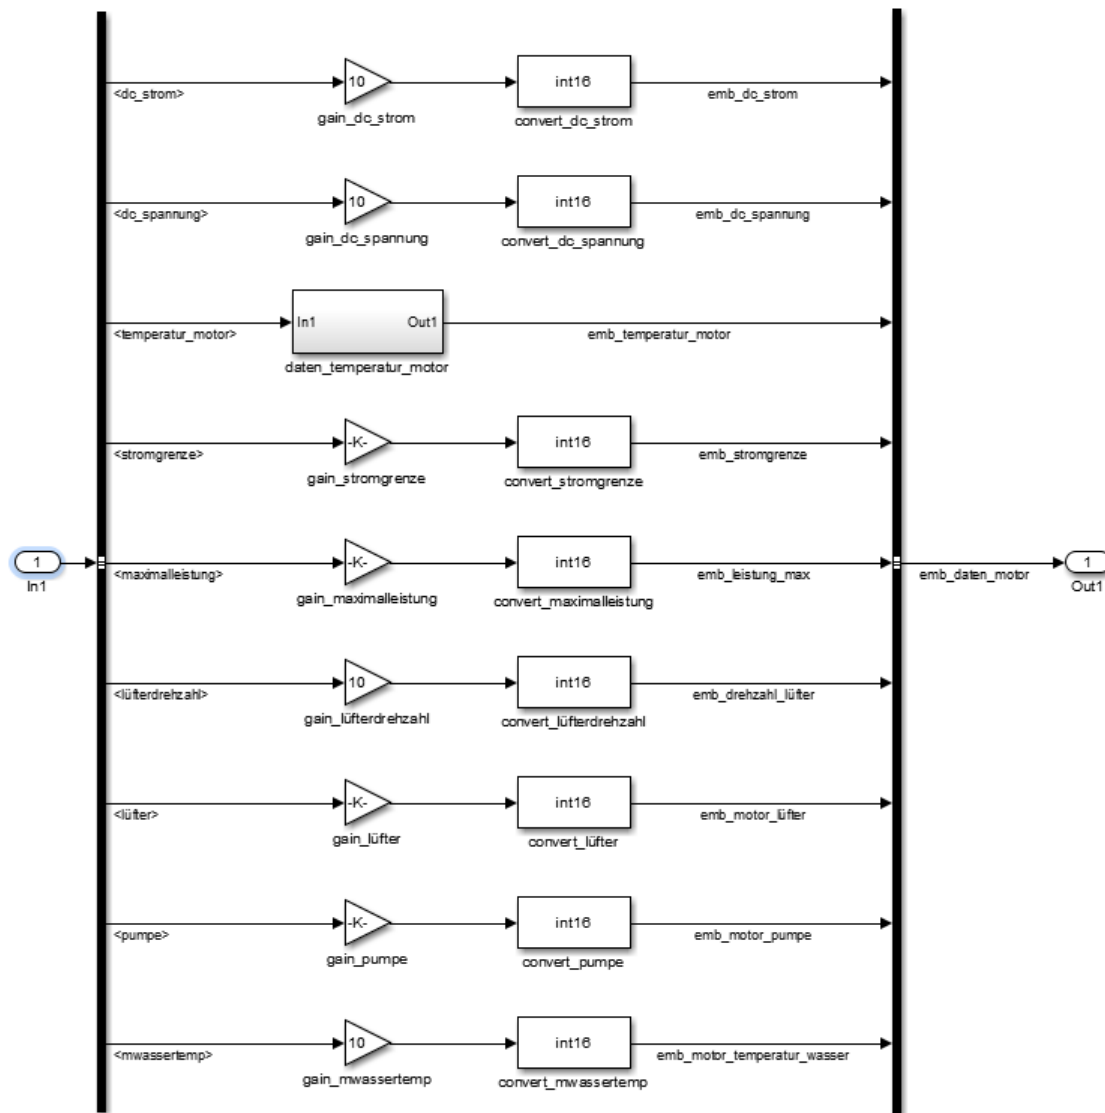 10
int16
<dc_strom>
emb_dc_strom
gain_dc_strom
convert_dc_strom
10
int16
<dc_spannung>
emb_dc_spannung
gain_dc_spannung
convert_dc_spannung
In1
Out1
<temperatur_motor>
emb_temperatur_motor
daten_temperatur_motor
-K-
int16
<stromgrenze>
emb_stromgrenze
gain_stromgrenze
convert_stromgrenze
1
-K-
int16
1
<maximalleistung>
emb_leistung_max
emb_daten_motor
In1
Out1
gain_maximalleistung
convert_maximalleistung
10
int16
<lüfterdrehzahl>
emb_drehzahl_lüfter
gain_lüfterdrehzahl
convert_lüfterdrehzahl
-K-
int16
<lüfter>
emb_motor_lüfter
gain_lüfter
convert_lüfter
-K-
int16
<pumpe>
emb_motor_pumpe
gain_pumpe
convert_pumpe
10
int16
<mwassertemp>
emb_motor_temperatur_wasser
gain_mwassertemp
convert_mwassertemp